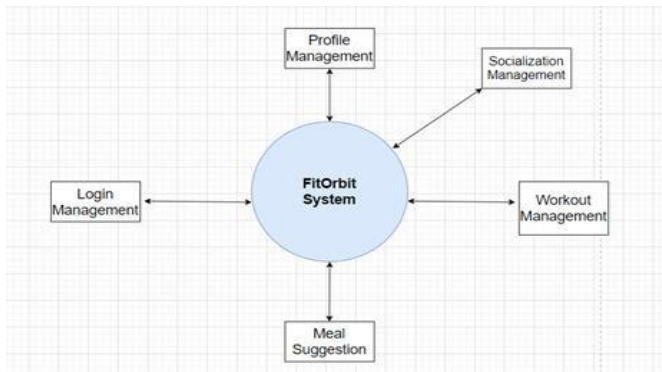 Profile
Management
Socialization
Management
FitOrbit
System
Login
Management
Workout
Management
Meal
Suggestion